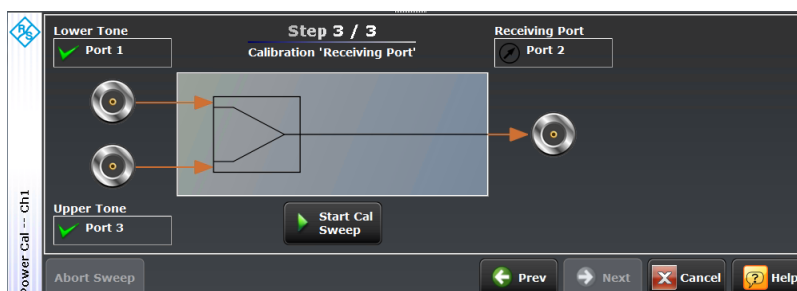 R&S
Lower Tone
Port 1
Step 3 / 3
Calibration 'Receiving Port'
Receiving Port
Port 2
Upper Tone
Port 3
Start Cal
Sweep
Power Cal -- Ch1
Abort Sweep
Prev
Next
Cancel
Help